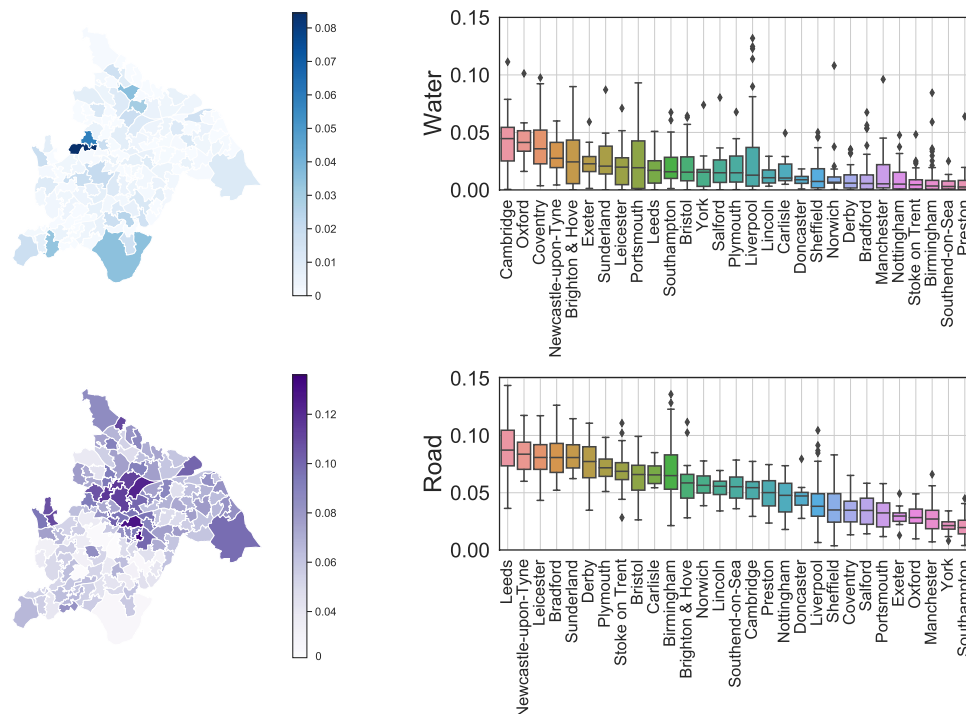 0.08
0.07
0.06
0.05
0.04
0.03
0.02
0.01
0
Water
0.15
0.10
0.05
0.00
Cambridge
Oxford
Coventry
Newcastle-upon-Tyne
Brighton & Hove
Exeter
Sunderland
Leicester
Portsmouth
Leeds
Southampton
Bristol
York
Salford
Plymouth
Liverpool
Lincoln
Carlisle
Doncaster
Sheffield
Norwich
Derby
Bradford
Manchester
Nottingham
Stoke on Trent
Birmingham
Southend-on-Sea
Preston
0.12
0.10
0.08
0.06
0.04
0
Road
0.15
0.10
0.05
0.00
Leeds
Newcastle-upon-Tyne
Leicester
Bradford
Sunderland
Derby
Plymouth
Stoke on Trent
Bristol
Carlisle
Birmingham
Brighton & Hove
Norwich
Lincoln
Southend-on-Sea
Cambridge
Preston
Nottingham
Doncaster
Liverpool
Sheffield
Coventry
Salford
Portsmouth
Exeter
Oxford
Manchester
York
Southampton